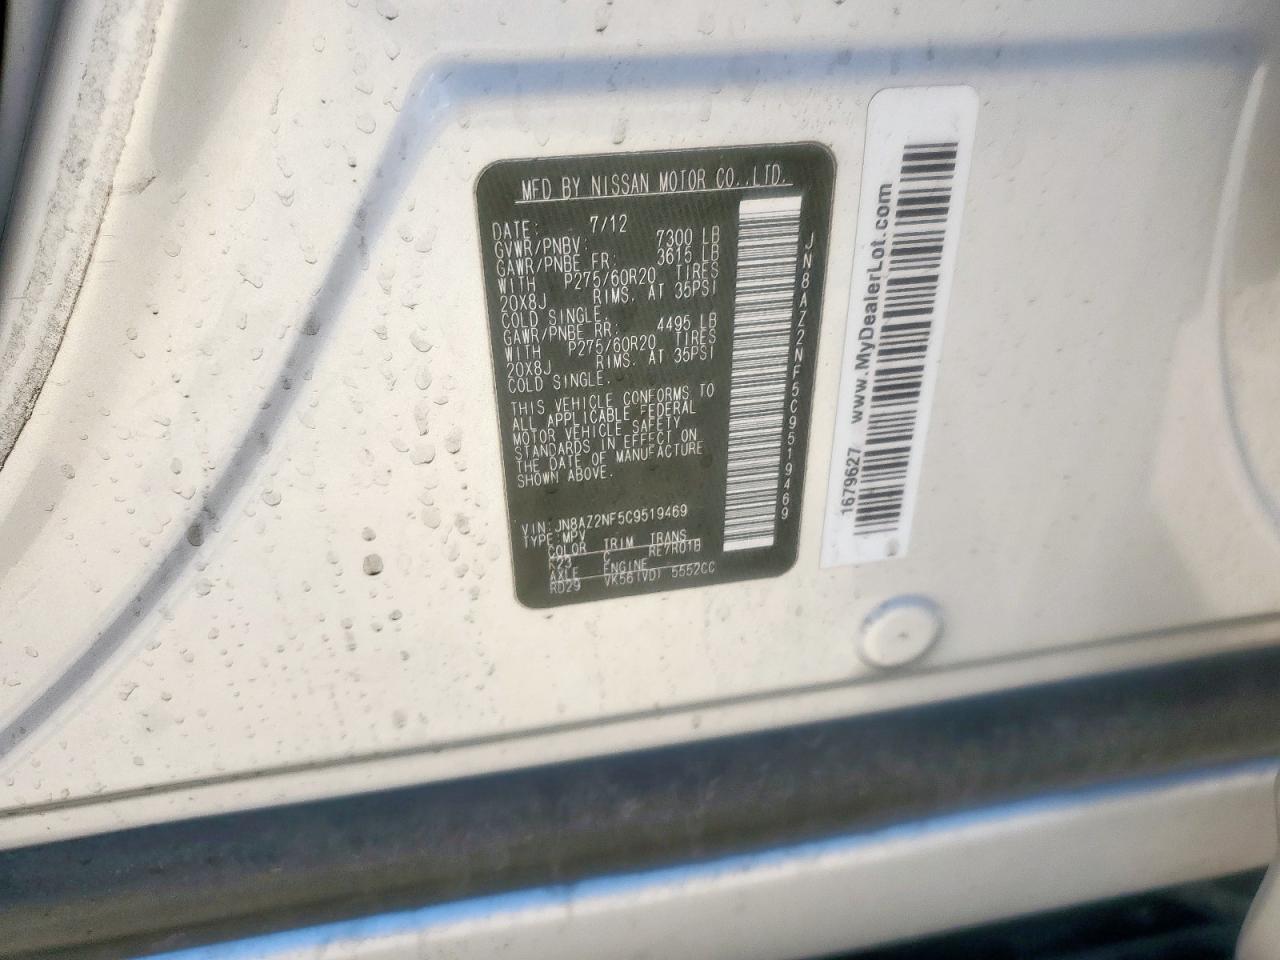 MFD BY NISSAN MOTOR CO.,LTD.
DATE: 7/12
GVWR/PNBV: 7300 LB
GAWR/PNBE FR: 3615 LB
WITH P275/60R20 TIRES
20X8J RIMS. AT 35PSI
COLD SINGLE.
GAWR/PNBE RR: 4495 LB
WITH P275/60R20 TIRES
20X8J RIMS. AT 35PSI
COLD SINGLE.
THIS VEHICLE CONFORMS TO
ALL APPLICABLE FEDERAL
MOTOR VEHICLE SAFETY
STANDARDS IN EFFECT ON
THE DATE OF MANUFACTURE
SHOWN ABOVE.
VIN: JN8AZ2NF5C9519469
TYPE: MPV
COLOR TRIM TRANS
K23 C RE7R01B
AXLE ENGINE
RD29 VK56(VD) 5552CC
JN8AZ2NF5C9519469
1679627 www.MyDealerLot.com